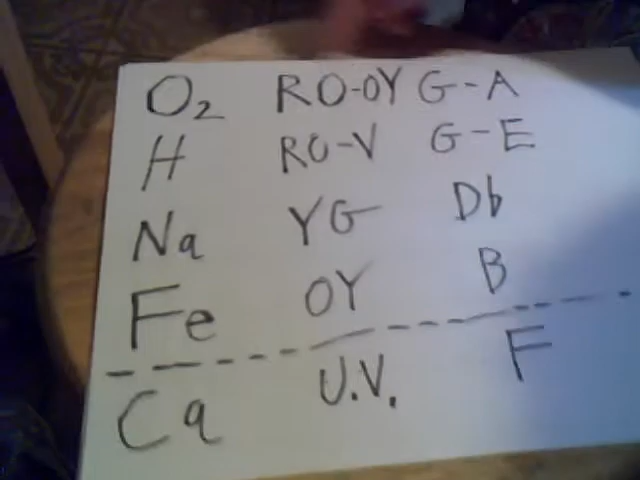 O2 RO-OY G-A
H RO-V G-E
Na YG Db
Fe OY B
Ca U.V. F